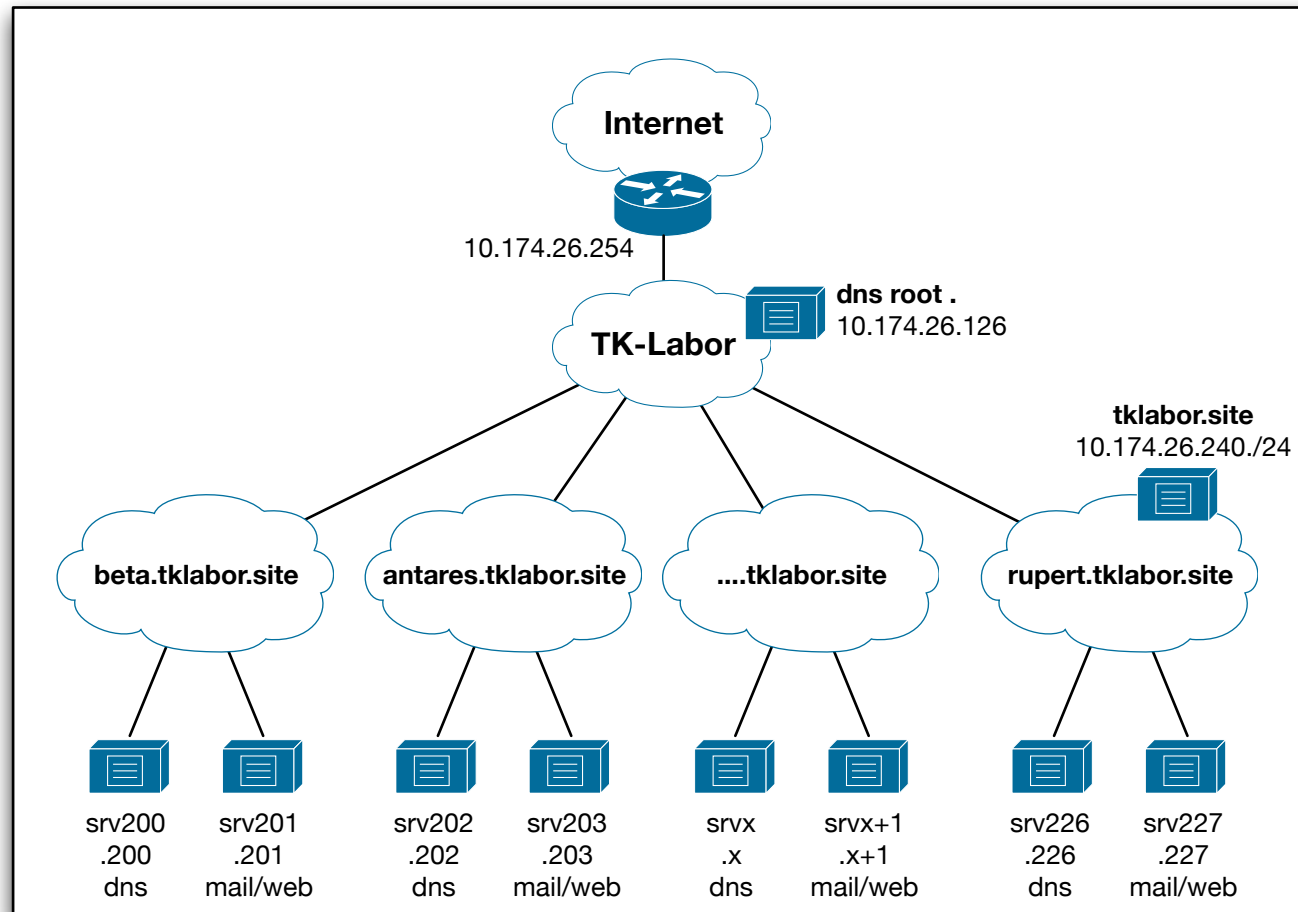 Internet
10.174.26.254
dns root .
10.174.26.126
TK-Labor
tklabor.site
10.174.26.240./24
beta.tklabor.site
antares.tklabor.site
....tklabor.site
rupert.tklabor.site
srv200
.200
dns
srv201
.201
mail/web
srv202
.202
dns
srv203
.203
mail/web
srvx
.x
dns
srvx+1
.x+1
mail/web
srv226
.226
dns
srv227
.227
mail/web